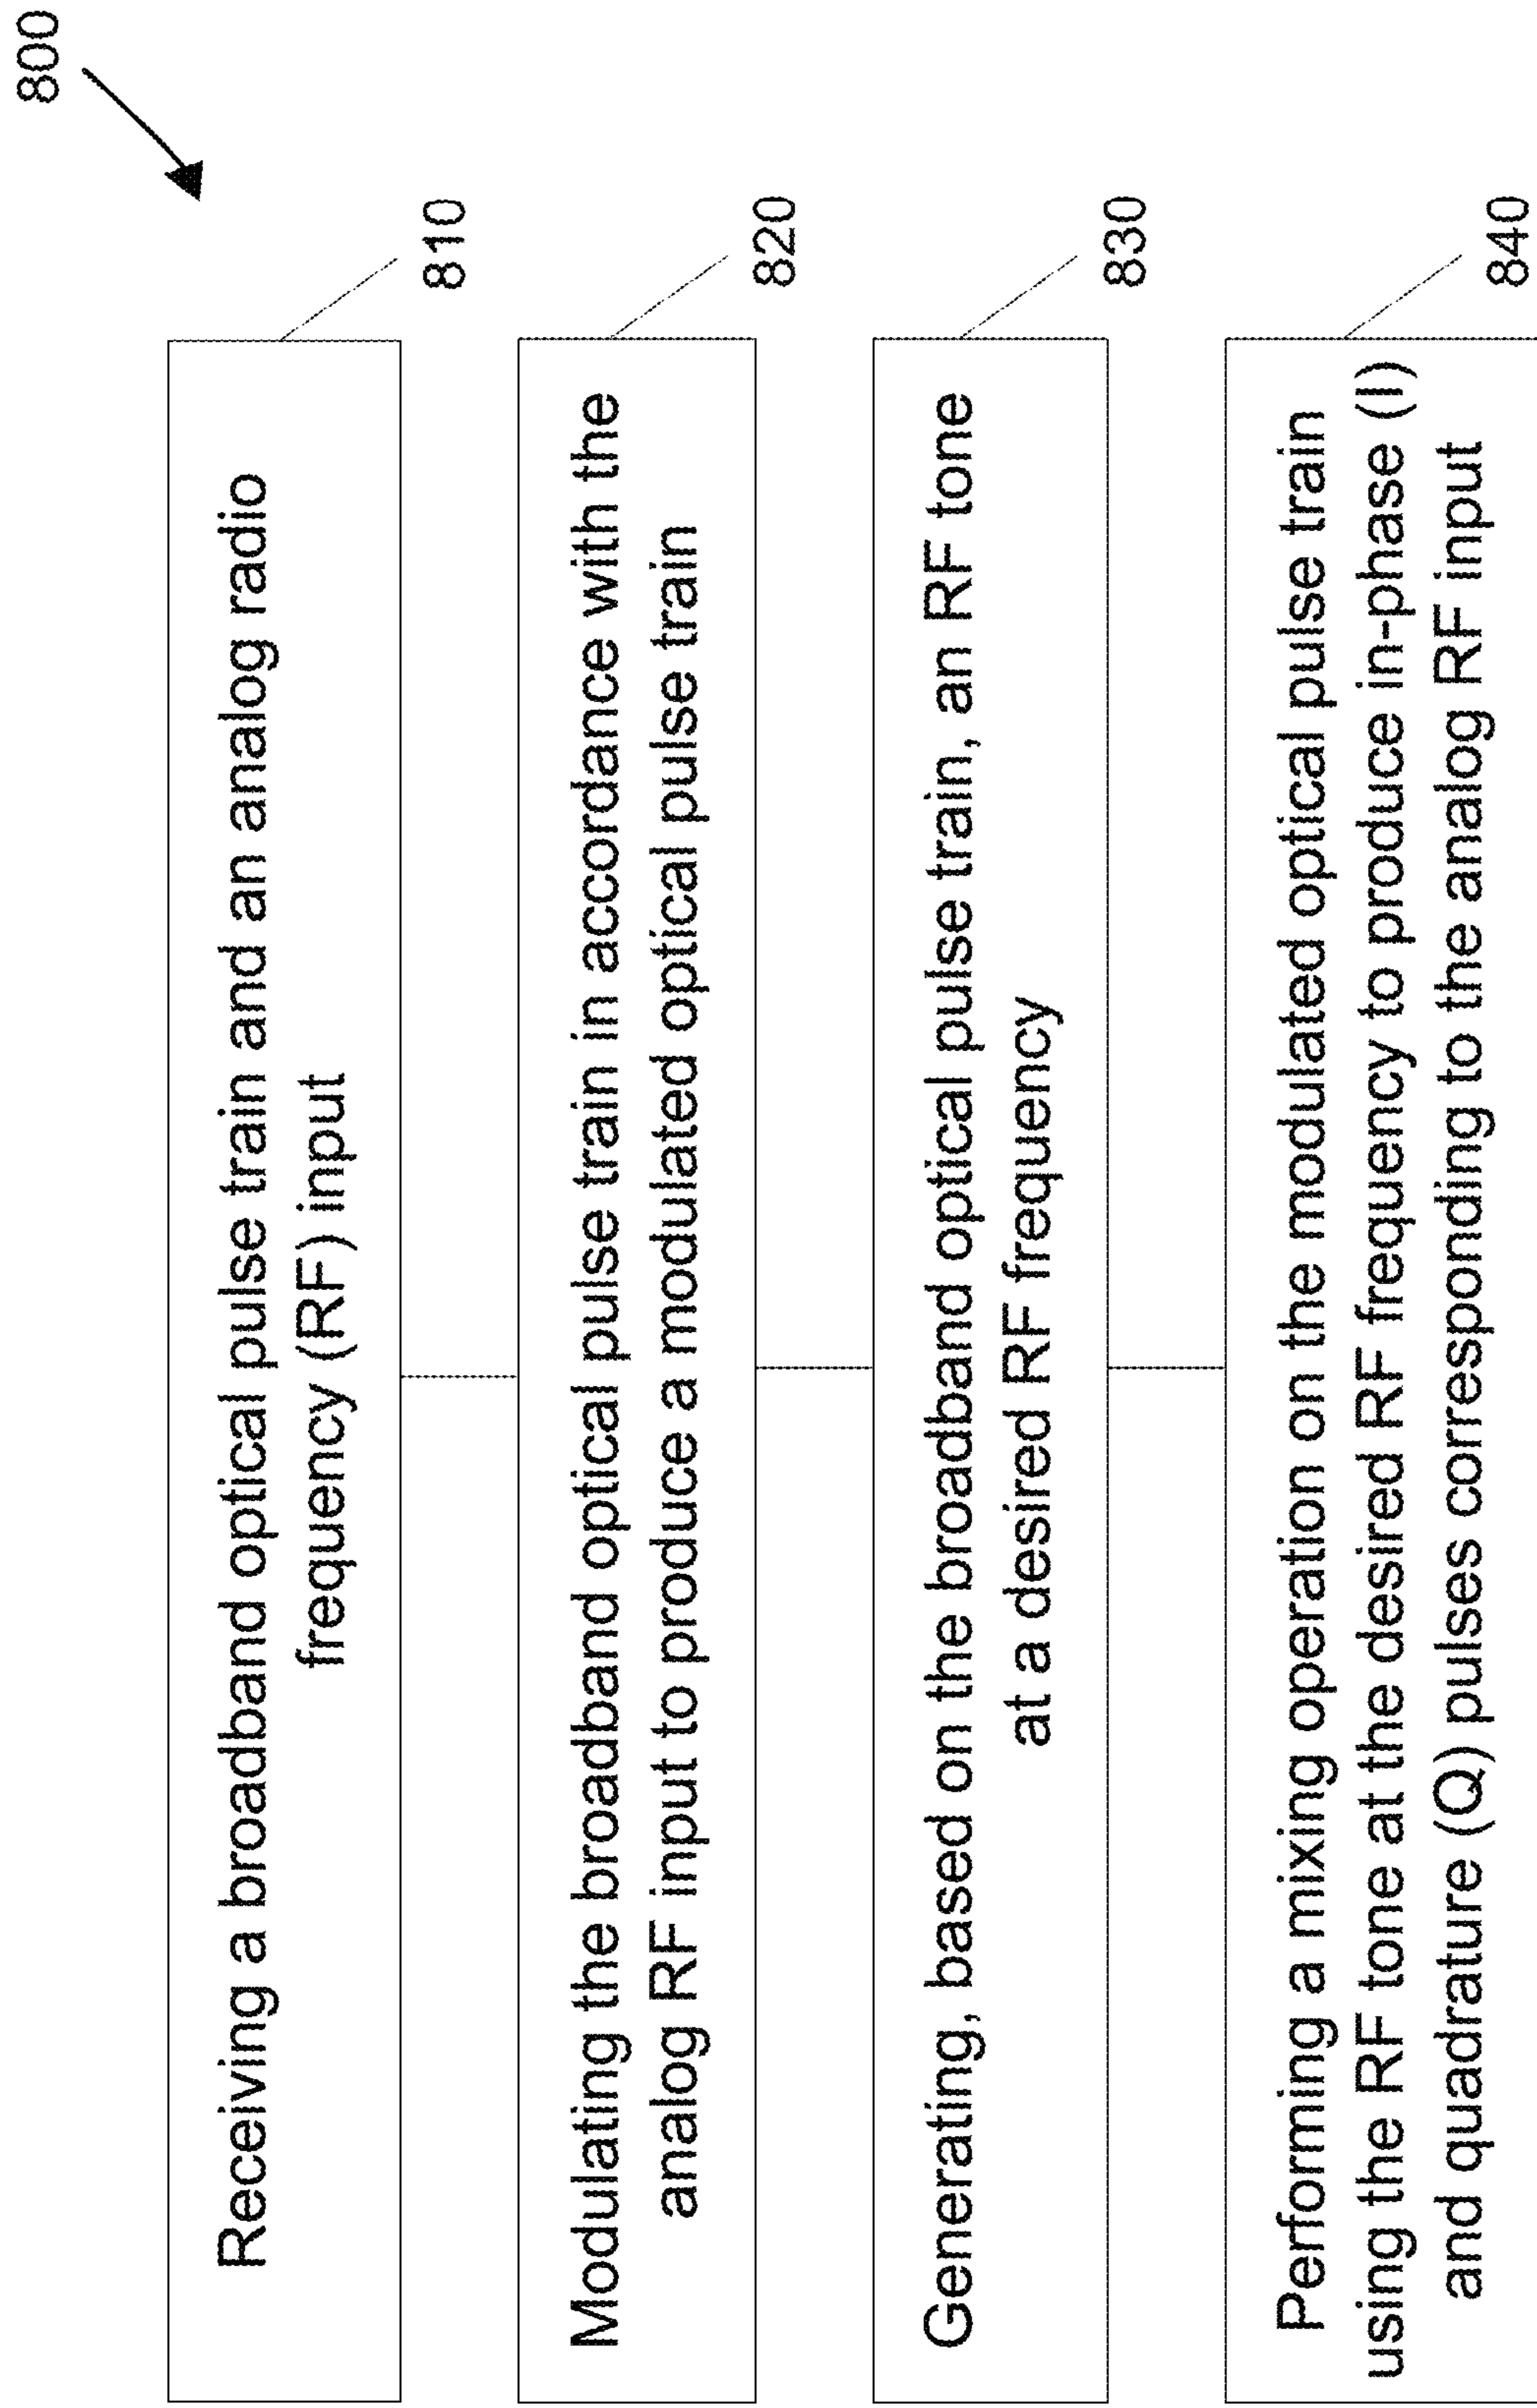 800
Receiving a broadband optical pulse train and an analog radio
frequency (RF) input
810
Modulating the broadband optical pulse train in accordance with the
analog RF input to produce a modulated optical pulse train
820
Generating, based on the broadband optical pulse train, an RF tone
at a desired RF frequency
830
Performing a mixing operation on the modulated optical pulse train
using the RF tone at the desired RF frequency to produce in-phase (I)
and quadrature (Q) pulses corresponding to the analog RF input
840